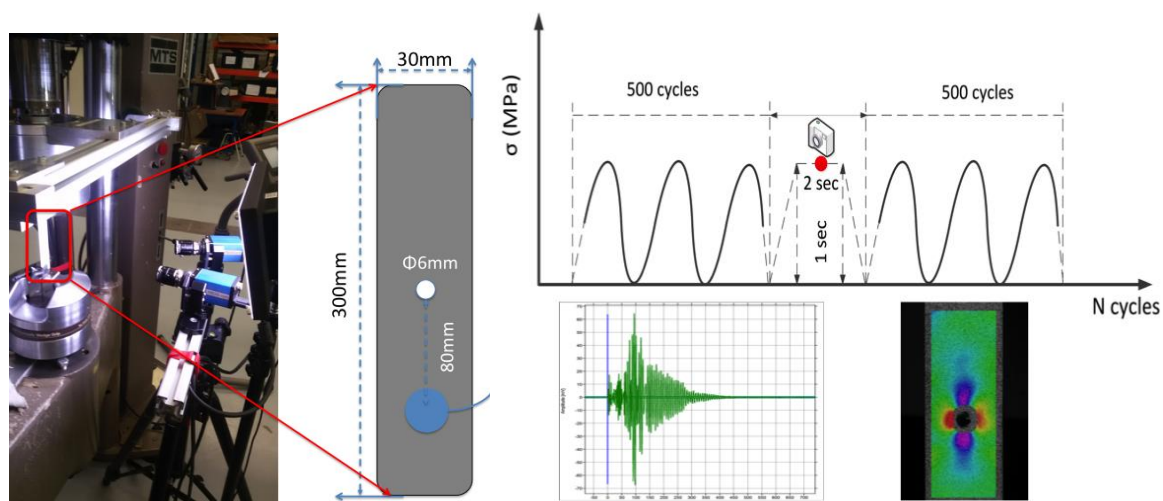 MTS
30mm
300mm
Φ6mm
80mm
σ (MPa)
500 cycles
500 cycles
2 sec
1 sec
N cycles